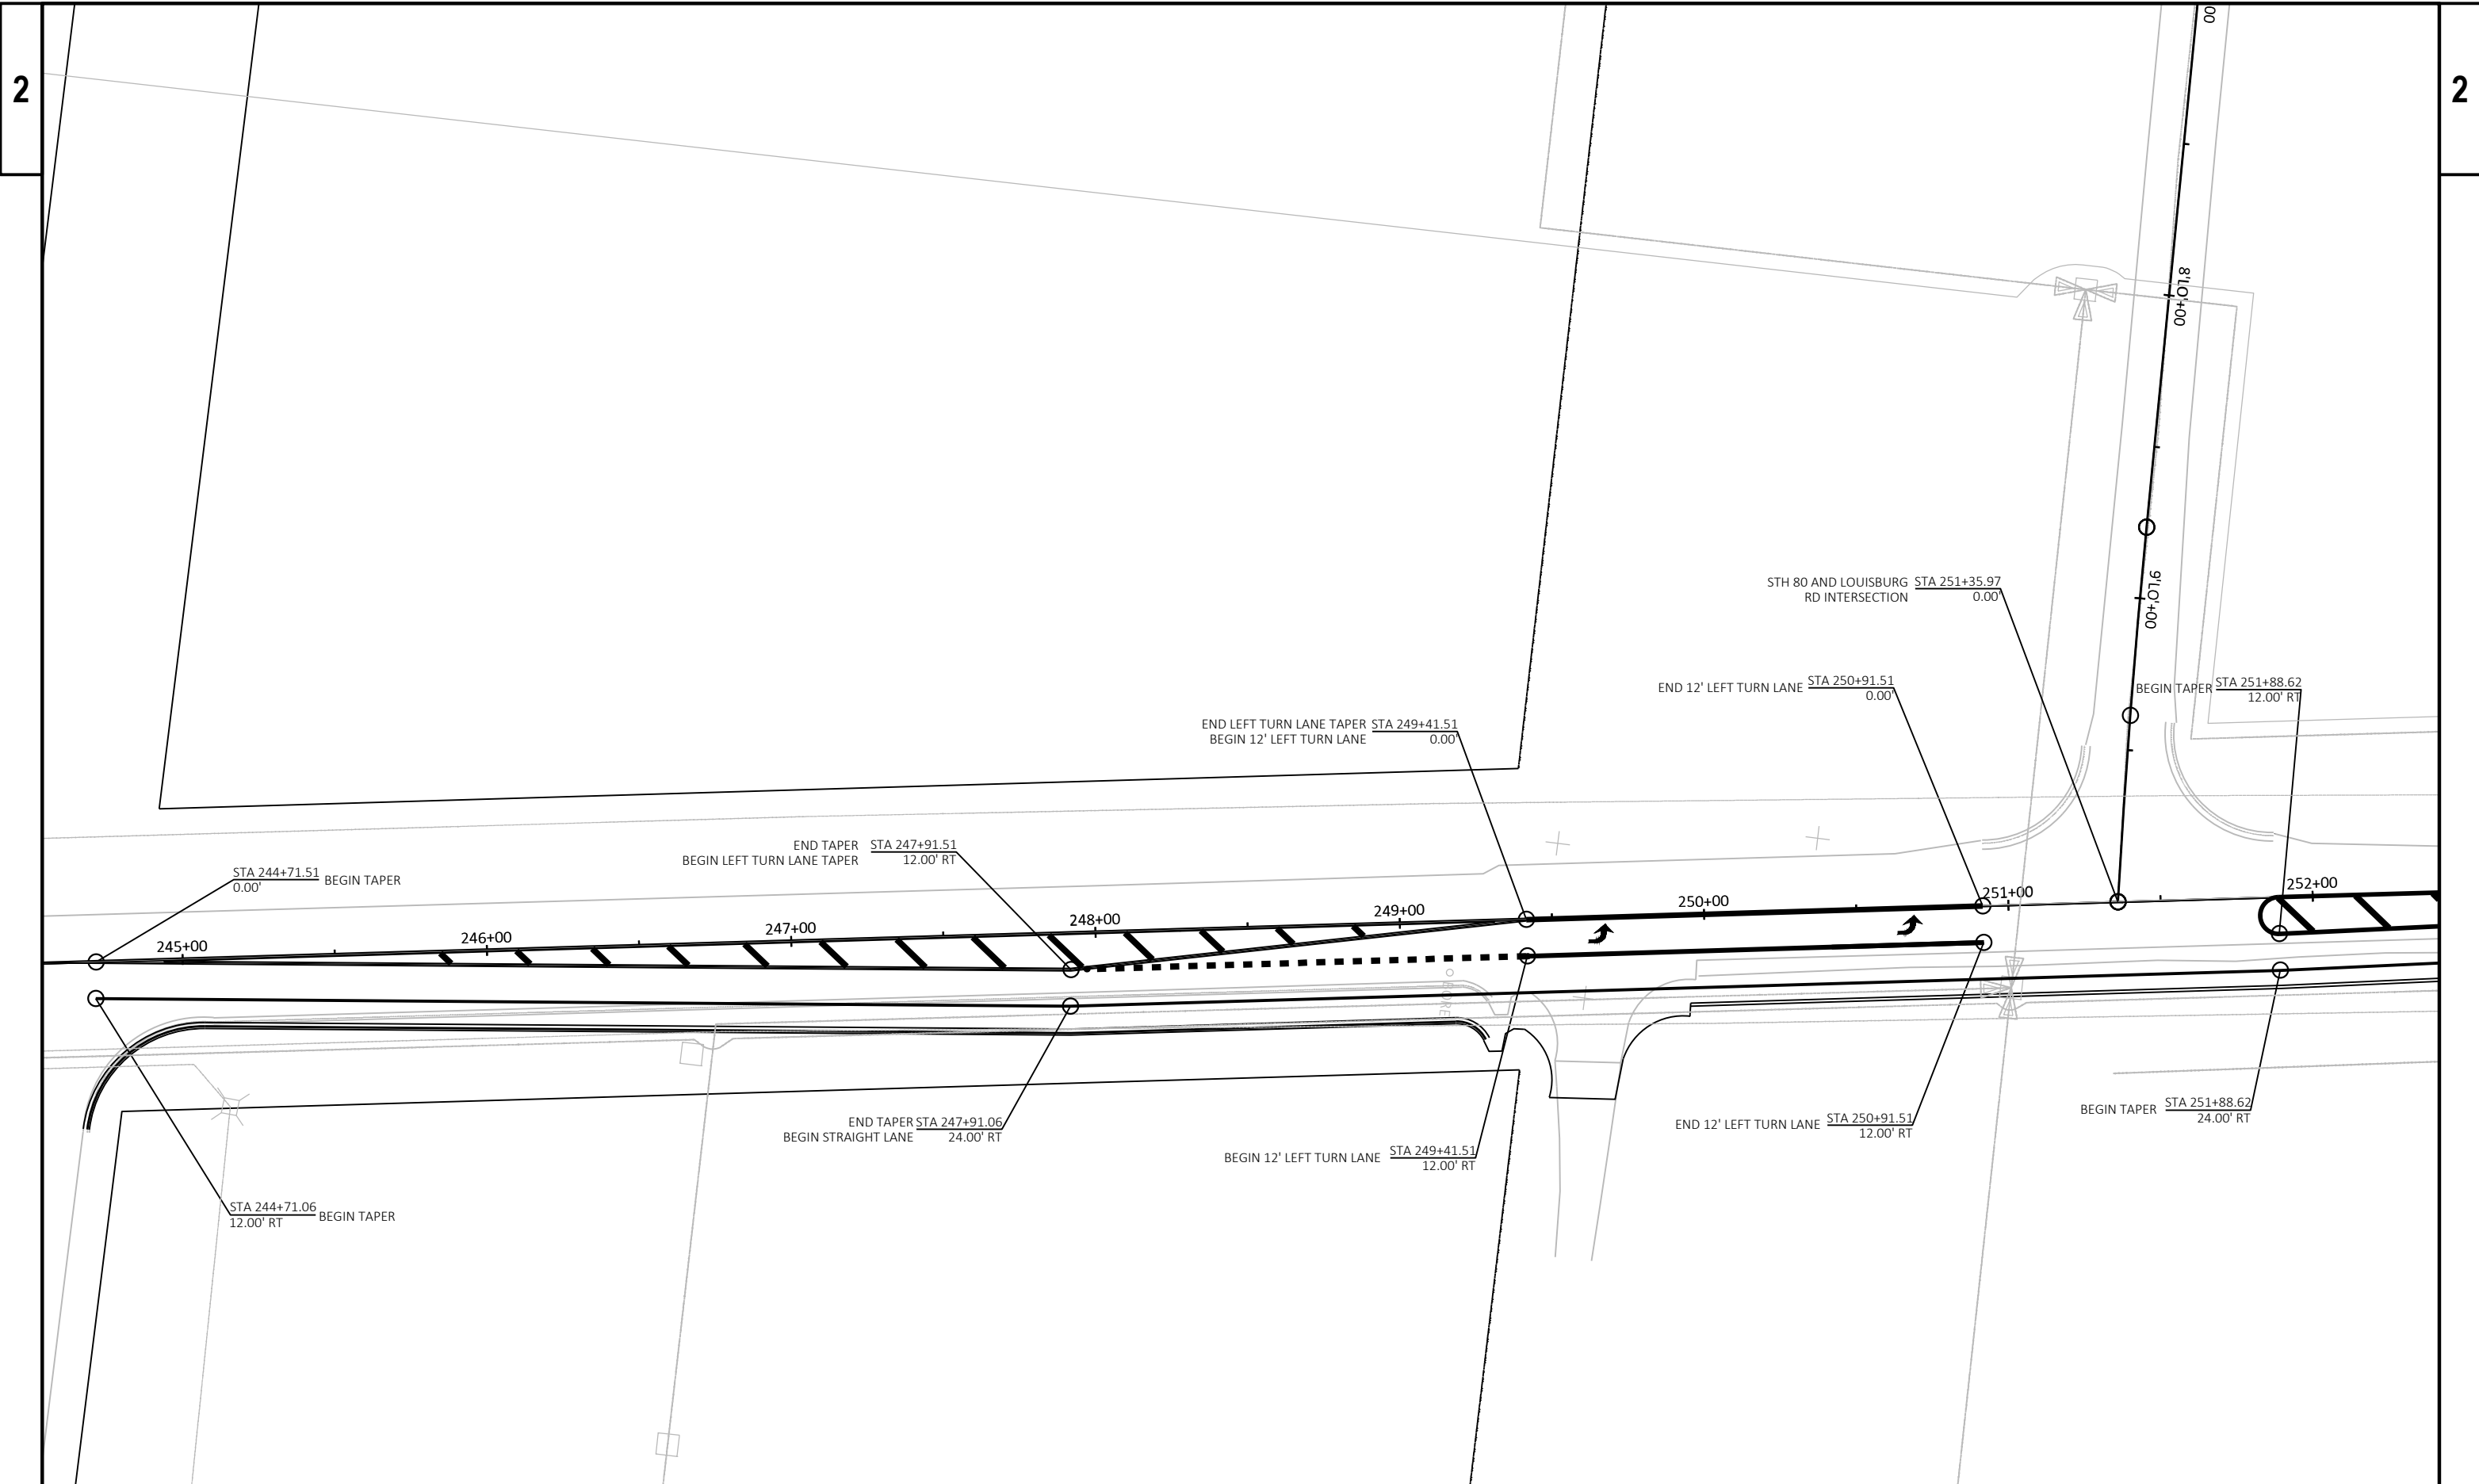 2
2
00
8'LO'+00
STH 80 AND LOUISBURG STA 251+35.97
RD INTERSECTION 0.00'
9'LO'+00
END 12' LEFT TURN LANE STA 250+91.51
0.00'
BEGIN TAPER STA 251+88.62
12.00' RT
END LEFT TURN LANE TAPER STA 249+41.51
BEGIN 12' LEFT TURN LANE 0.00'
END TAPER STA 247+91.51
BEGIN LEFT TURN LANE TAPER 12.00' RT
STA 244+71.51 BEGIN TAPER
0.00'
245+00
246+00
247+00
248+00
249+00
250+00
251+00
252+00
END TAPER STA 247+91.06
BEGIN STRAIGHT LANE 24.00' RT
BEGIN 12' LEFT TURN LANE STA 249+41.51
12.00' RT
END 12' LEFT TURN LANE STA 250+91.51
12.00' RT
BEGIN TAPER STA 251+88.62
24.00' RT
STA 244+71.06 BEGIN TAPER
12.00' RT